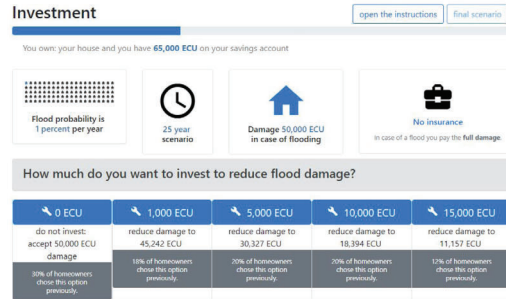 Investment
open the instructions
final scenario
You own: your house and you have 65,000 ECU on your savings account
Flood probability is
1 percent per year
25 year
scenario
Damage 50,000 ECU
in case of flooding
No insurance
in case of a flood you pay the full damage.
How much do you want to invest to reduce flood damage?
0 ECU
1,000 ECU
5,000 ECU
10,000 ECU
15,000 ECU
do not invest:
accept 50,000 ECU
damage
reduce damage to
45,242 ECU
reduce damage to
30,327 ECU
reduce damage to
18,394 ECU
reduce damage to
11,157 ECU
30% of homeowners
chose this option
previously.
18% of homeowners
chose this option
previously.
20% of homeowners
chose this option
previously.
20% of homeowners
chose this option
previously.
12% of homeowners
chose this option
previously.